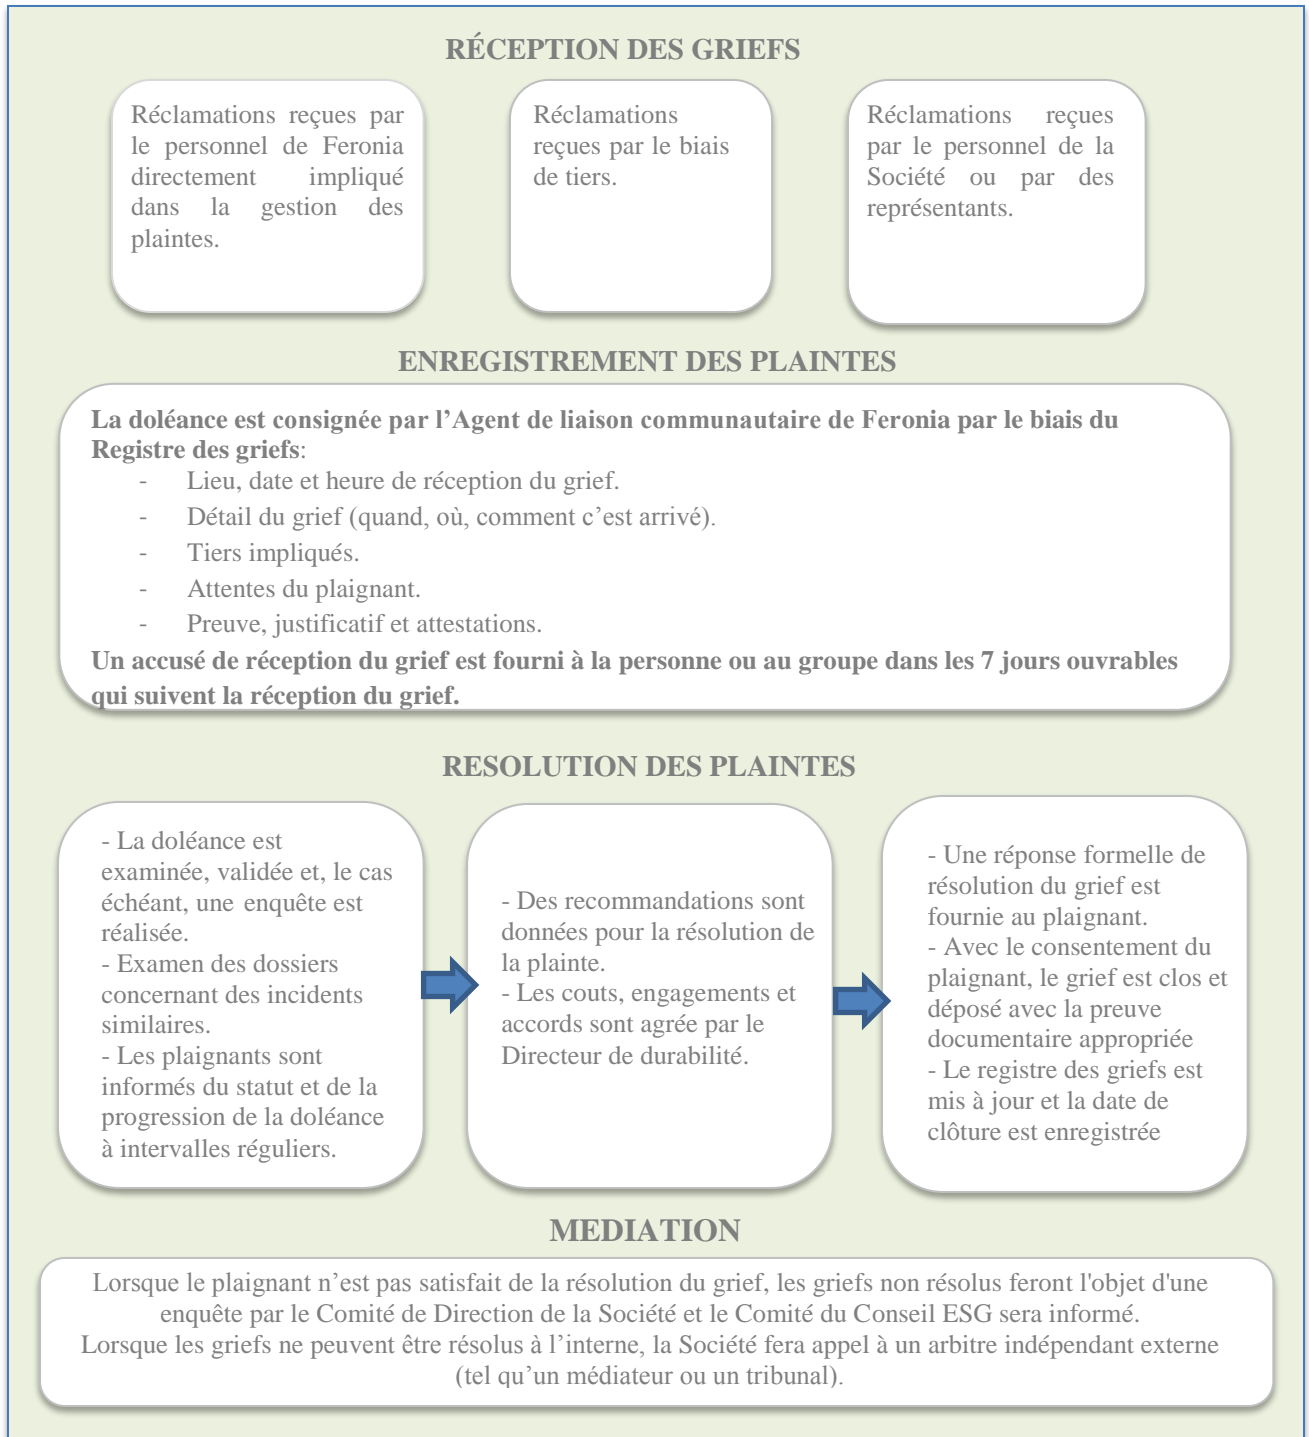 RÉCEPTION DES GRIEFS
Réclamations reçues par
le personnel de Feronia
directement impliqué
dans la gestion des
plaintes.
Réclamations
reçues par le biais
de tiers.
Réclamations reçues
par le personnel de la
Société ou par des
représentants.
ENREGISTREMENT DES PLAINTES
La doléance est consignée par l’Agent de liaison communautaire de Feronia par le biais du
Registre des griefs:
- Lieu, date et heure de réception du grief.
- Détail du grief (quand, où, comment c’est arrivé).
- Tiers impliqués.
- Attentes du plaignant.
- Preuve, justificatif et attestations.
Un accusé de réception du grief est fourni à la personne ou au groupe dans les 7 jours ouvrables
qui suivent la réception du grief.
RESOLUTION DES PLAINTES
- La doléance est
examinée, validée et, le cas
échéant, une enquête est
réalisée.
- Examen des dossiers
concernant des incidents
similaires.
- Les plaignants sont
informés du statut et de la
progression de la doléance
à intervalles réguliers.
- Des recommandations sont
données pour la résolution de
la plainte.
- Les couts, engagements et
accords sont agrée par le
Directeur de durabilité.
- Une réponse formelle de
résolution du grief est
fournie au plaignant.
- Avec le consentement du
plaignant, le grief est clos et
déposé avec la preuve
documentaire appropriée
- Le registre des griefs est
mis à jour et la date de
clôture est enregistrée
MEDIATION
Lorsque le plaignant n’est pas satisfait de la résolution du grief, les griefs non résolus feront l'objet d'une
enquête par le Comité de Direction de la Société et le Comité du Conseil ESG sera informé.
Lorsque les griefs ne peuvent être résolus à l’interne, la Société fera appel à un arbitre indépendant externe
(tel qu’un médiateur ou un tribunal).